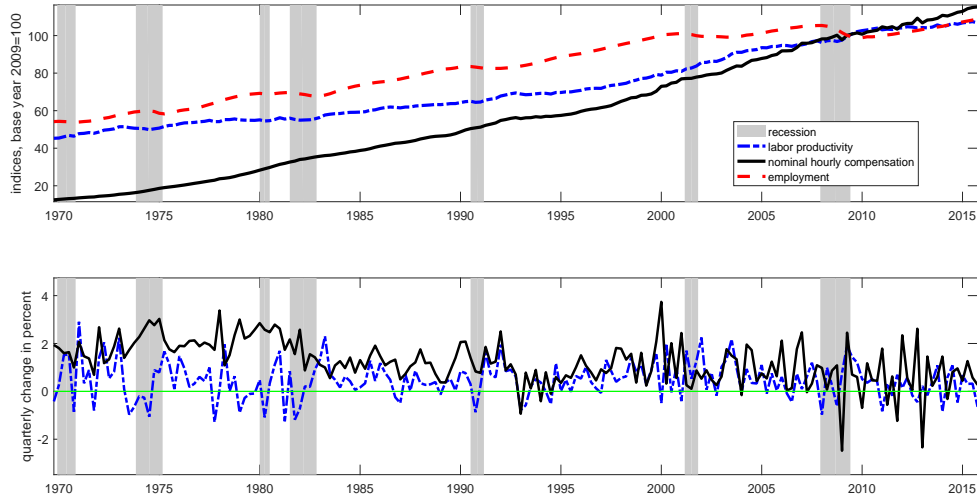 indices, base year 2009=100
100
80
60
40
20
recession
labor productivity
nominal hourly compensation
employment
1970 1975 1980 1985 1990 1995 2000 2005 2010 2015
quarterly change in percent
4
2
0
-2
1970 1975 1980 1985 1990 1995 2000 2005 2010 2015